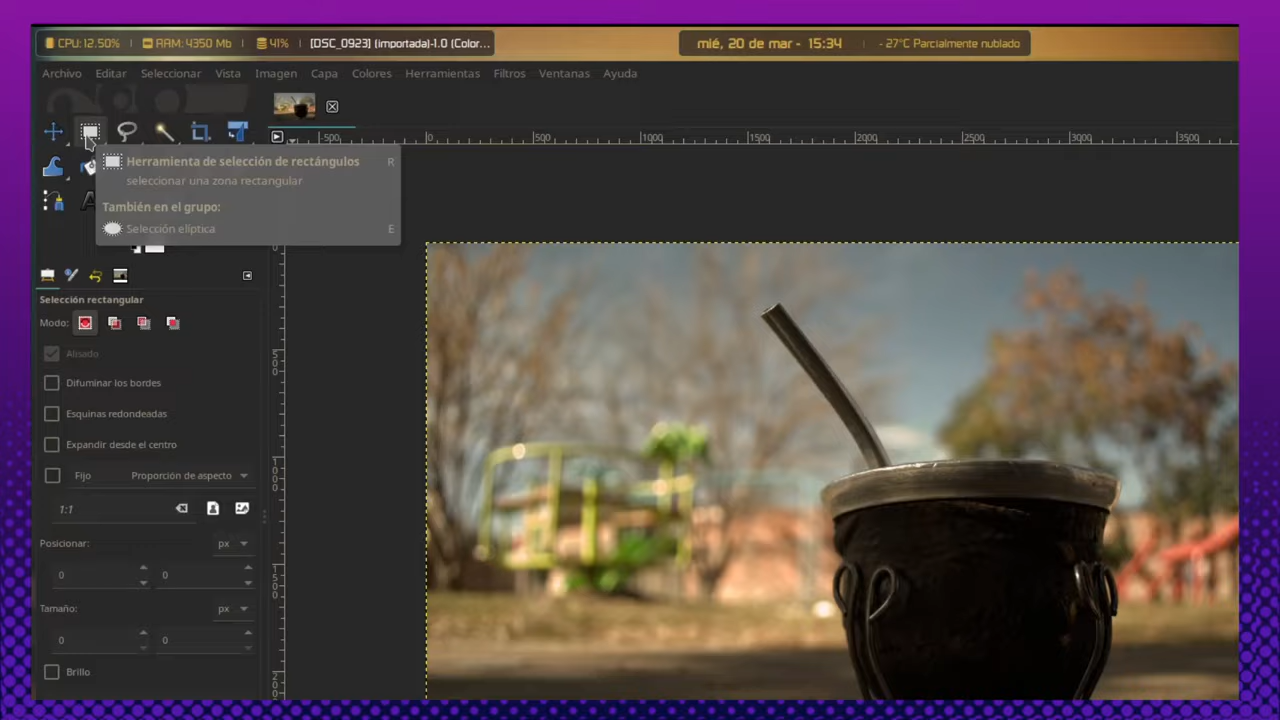 CPU: 12.50% RAM: 4350 Mb 41% [DSC_0923] (importada)-1.0 (Color... mié, 20 de mar - 15:34 - 27°C Parcialmente nublado
Archivo Editar Seleccionar Vista Imagen Capa Colores Herramientas Filtros Ventanas Ayuda
-500 0 500 1000 1500 2000 2500 3000 3500
Herramienta de selección de rectángulos R
seleccionar una zona rectangular
También en el grupo:
Selección elíptica E
Selección rectangular
Modo:
Alisado
Difuminar los bordes
Esquinas redondeadas
Expandir desde el centro
Fijo Proporción de aspecto
1:1
Posicionar: px
0 0
Tamaño: px
0 0
Brillo
0
500
1000
1500